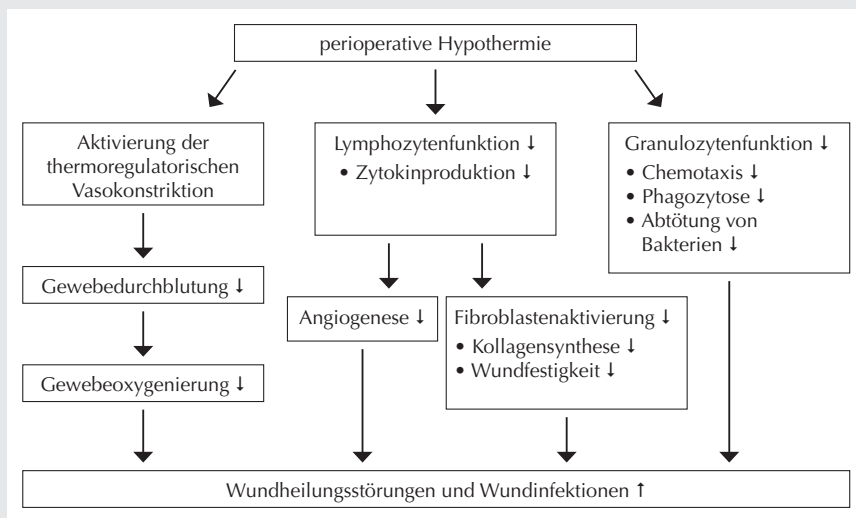 perioperative Hypothermie
Aktivierung der
thermoregulatorischen
Vasokonstriktion
Lymphozytenfunktion ↓
• Zytokinproduktion ↓
Granulozytenfunktion ↓
• Chemotaxis ↓
• Phagozytose ↓
• Abtötung von
Bakterien ↓
Gewebedurchblutung ↓
Angiogenese ↓
Fibroblastenaktivierung ↓
• Kollagensynthese ↓
• Wundfestigkeit ↓
Gewebeoxygenierung ↓
Wundheilungsstörungen und Wundinfektionen ↑